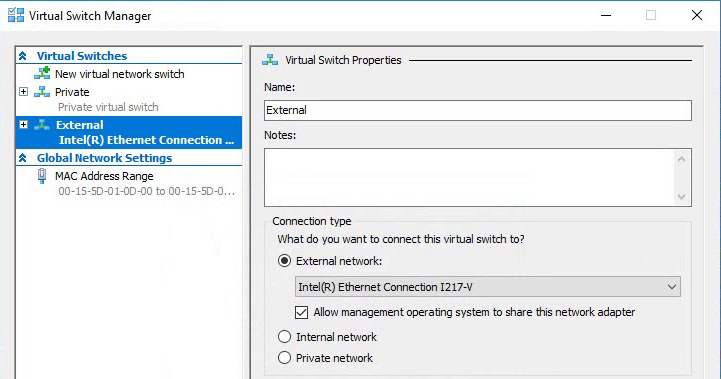 Virtual Switch Manager
Virtual Switches
New virtual network switch
Private
Private virtual switch
External
Intel(R) Ethernet Connection ...
Global Network Settings
MAC Address Range
00-15-5D-01-0D-00 to 00-15-5D-0...
Virtual Switch Properties
Name:
External
Notes:
Connection type
What do you want to connect this virtual switch to?
External network:
Intel(R) Ethernet Connection I217-V
Allow management operating system to share this network adapter
Internal network
Private network